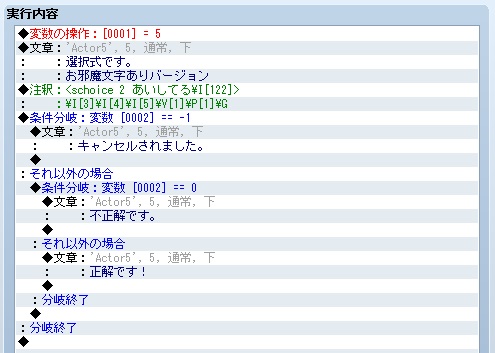 実行内容
◆変数の操作：[0001] = 5
◆文章：'Actor5', 5, 通常, 下
：　　：選択式です。
：　　：お邪魔文字ありバージョン
◆注釈：<schoice 2 あいしてる¥I[122]>
：　　：¥I[3]¥I[4]¥I[5]¥V[1]¥P[1]¥G
◆条件分岐：変数 [0002] == -1
◆文章：'Actor5', 5, 通常, 下
：　　：キャンセルされました。
◆
：それ以外の場合
◆条件分岐：変数 [0002] == 0
◆文章：'Actor5', 5, 通常, 下
：　　：不正解です。
◆
：それ以外の場合
◆文章：'Actor5', 5, 通常, 下
：　　：正解です！
◆
：分岐終了
◆
：分岐終了
◆